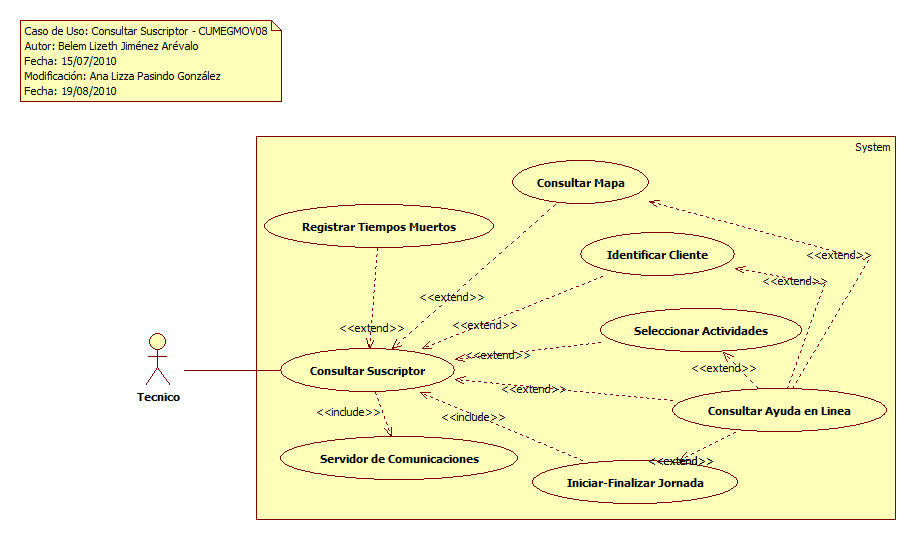 Caso de Uso: Consultar Suscriptor - CUMEGMOV08
Autor: Belem Lizeth Jiménez Arévalo
Fecha: 15/07/2010
Modificación: Ana Lizza Pasindo González
Fecha: 19/08/2010
System
Consultar Mapa
Registrar Tiempos Muertos
Identificar Cliente
<<extend>>
<<extend>>
<<extend>>
<<extend>>
<<extend>>
Seleccionar Actividades
<<extend>>
<<extend>>
Consultar Suscriptor
<<extend>>
Tecnico
<<include>>
<<include>>
Consultar Ayuda en Linea
Servidor de Comunicaciones
<<extend>>
Iniciar-Finalizar Jornada